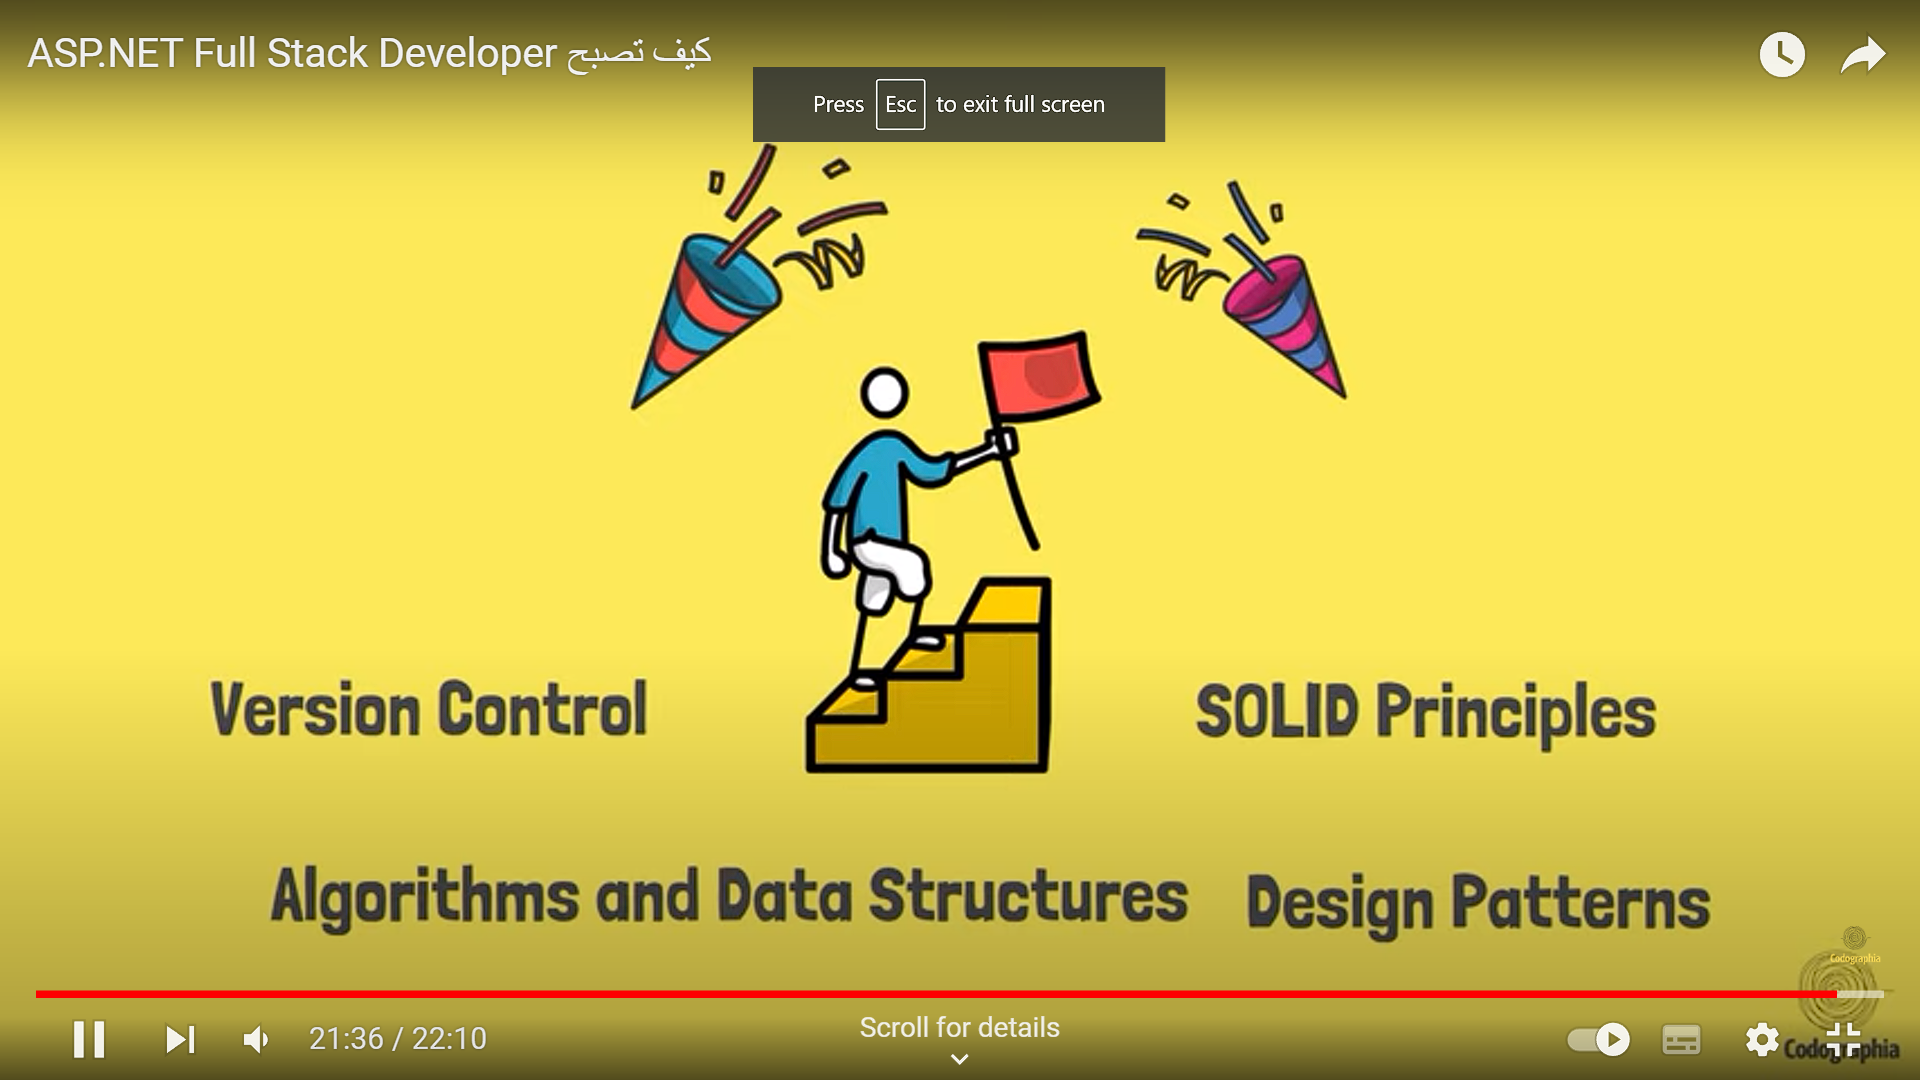 ASP.NET Full Stack Developer كيف تصبح
Press Esc to exit full screen
Version Control
SOLID Principles
Algorithms and Data Structures
Design Patterns
Codographia
21:36 / 22:10
Scroll for details
Codographia